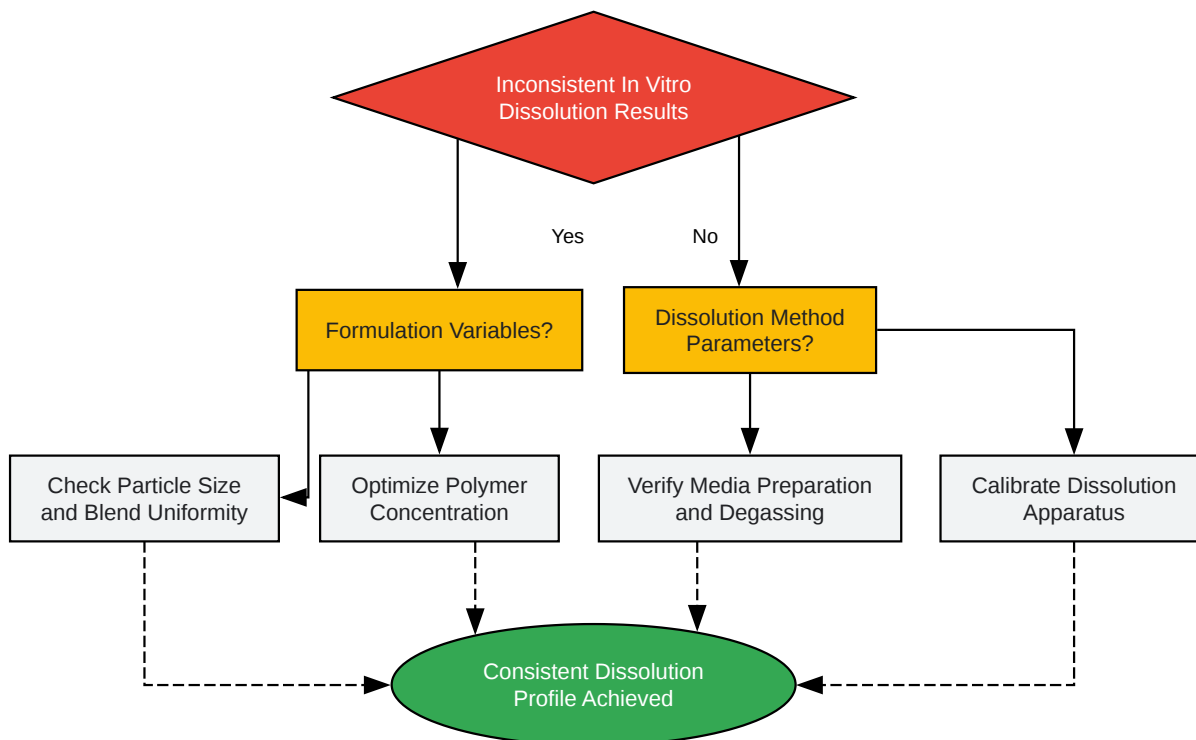 Inconsistent In Vitro
Dissolution Results
Yes
No
Formulation Variables?
Dissolution Method
Parameters?
Check Particle Size
and Blend Uniformity
Optimize Polymer
Concentration
Verify Media Preparation
and Degassing
Calibrate Dissolution
Apparatus
Consistent Dissolution
Profile Achieved